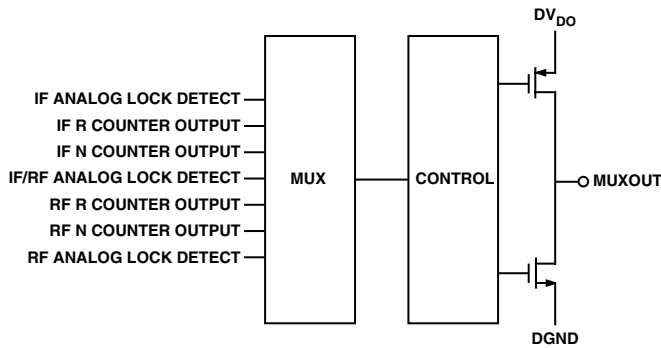 DVDO
IF ANALOG LOCK DETECT
IF R COUNTER OUTPUT
IF N COUNTER OUTPUT
IF/RF ANALOG LOCK DETECT
RF R COUNTER OUTPUT
RF N COUNTER OUTPUT
RF ANALOG LOCK DETECT
MUX
CONTROL
MUXOUT
DGND